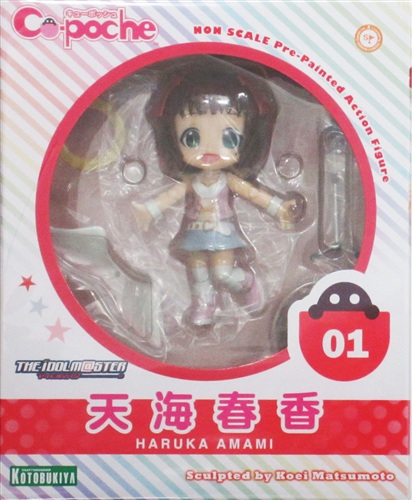 キューポッシュ
Cu-poche
NON SCALE Pre-Painted Action Figure
01
THE IDOLM@STER
天海春香
HARUKA AMAMI
KOTOBUKIYA
Sculpted by Koei Matsumoto